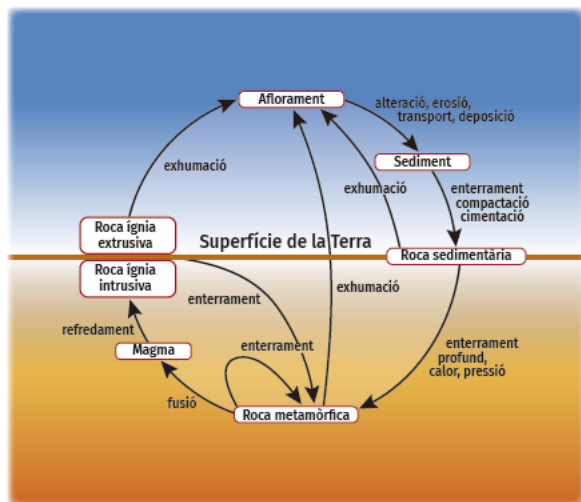 Aflorament
alteració, erosió,
transport, deposició
Sediment
exhumació
exhumació
enterrament
compactació
cimentació
Roca ígnia
extrusiva
Superfície de la Terra
Roca sedimentària
Roca ígnia
intrusiva
enterrament
exhumació
refredament
Magma
enterrament
enterrament
profund,
calor, pressió
fusió
Roca metamòrfica